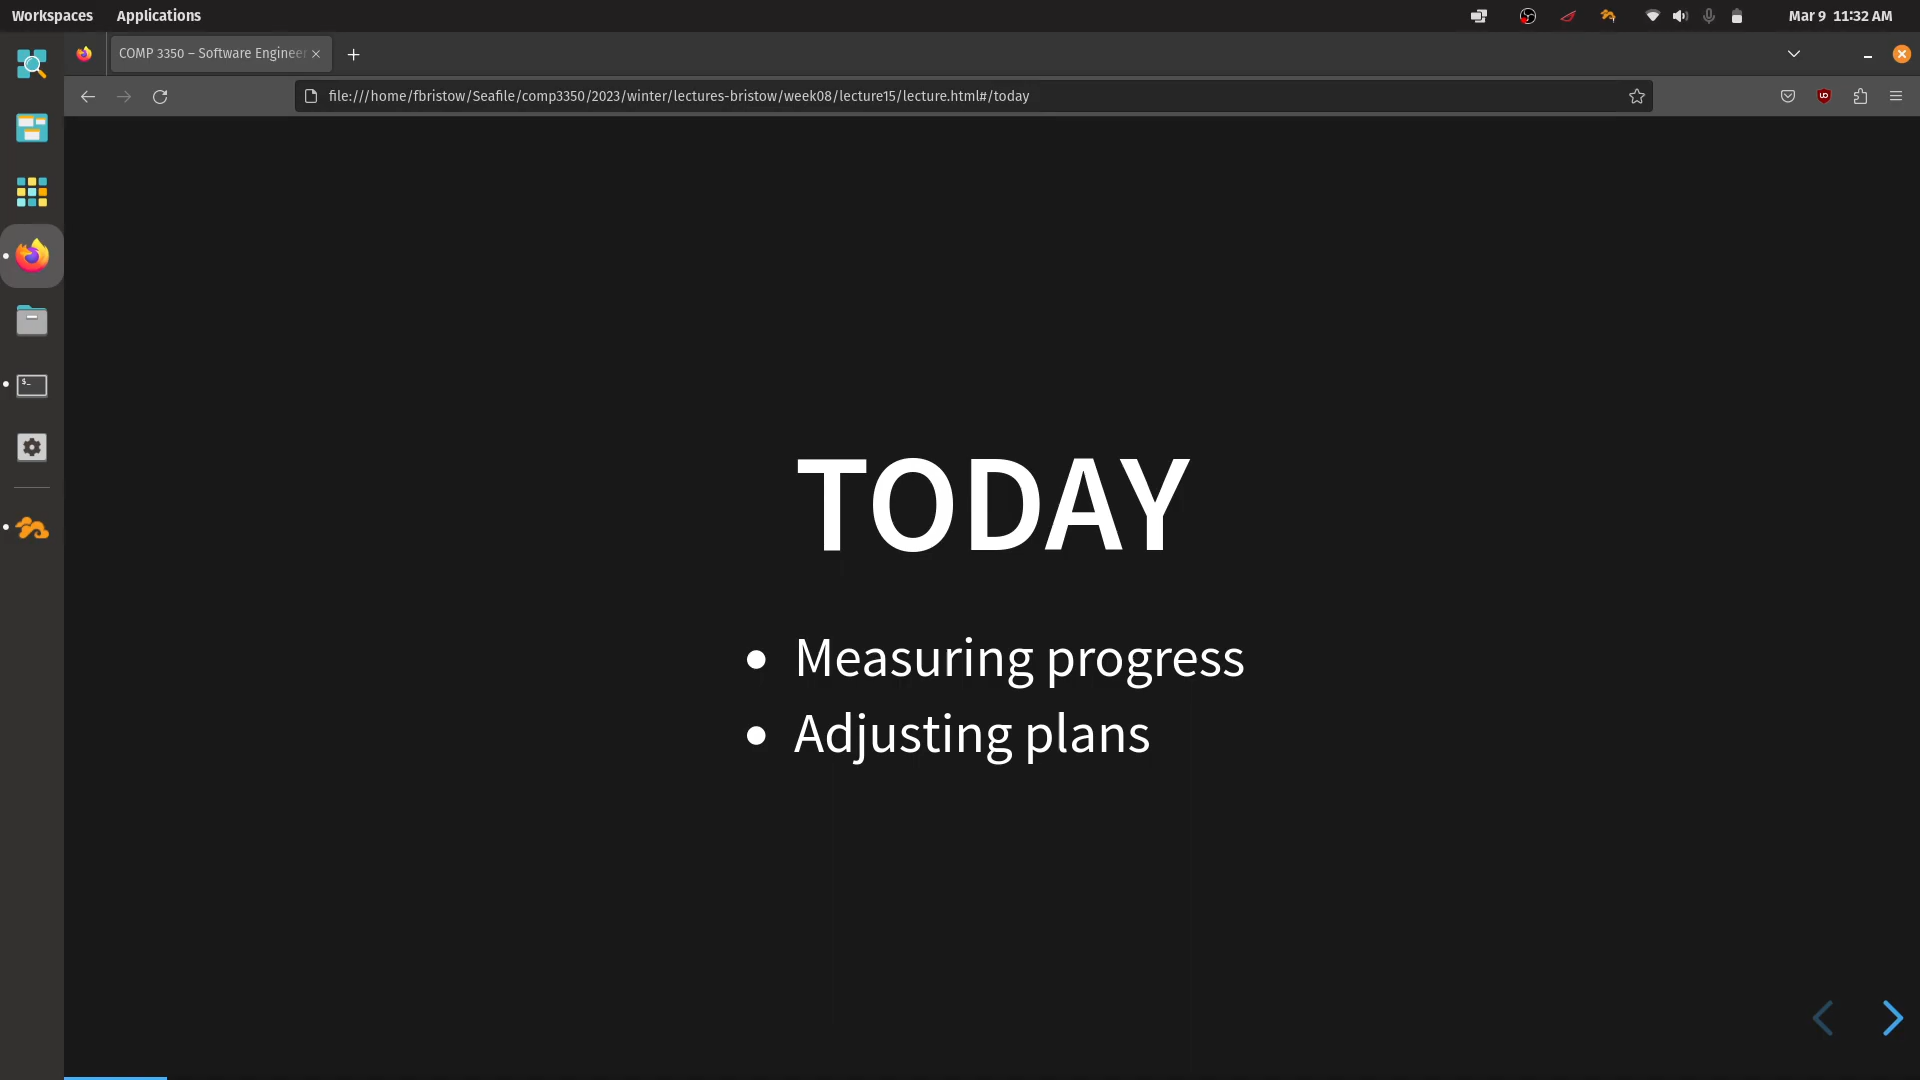 Workspaces Applications Mar 9 11:32 AM
COMP 3350 – Software Engineer
file:///home/fbristow/Seafile/comp3350/2023/winter/lectures-bristow/week08/lecture15/lecture.html#/today
TODAY
• Measuring progress
• Adjusting plans